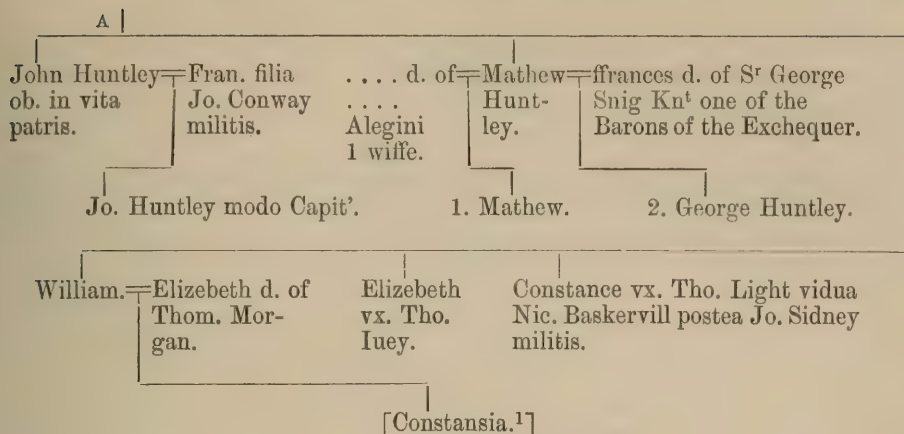 A
John Huntley
ob. in vita
patris.
Fran. filia
Jo. Conway
militis.
. . . . d. of
. . . .
Alegini
1 wiffe.
Mathew
Hunt-
ley.
ffrances d. of Sʳ George
Snig Knᵗ one of the
Barons of the Exchequer.
Jo. Huntley modo Capit'.
1. Mathew.
2. George Huntley.
William.
Elizebeth d. of
Thom. Mor-
gan.
Elizebeth
vx. Tho.
Iuey.
Constance vx. Tho. Light vidua
Nic. Baskervill postea Jo. Sidney
militis.
[Constansia.¹]